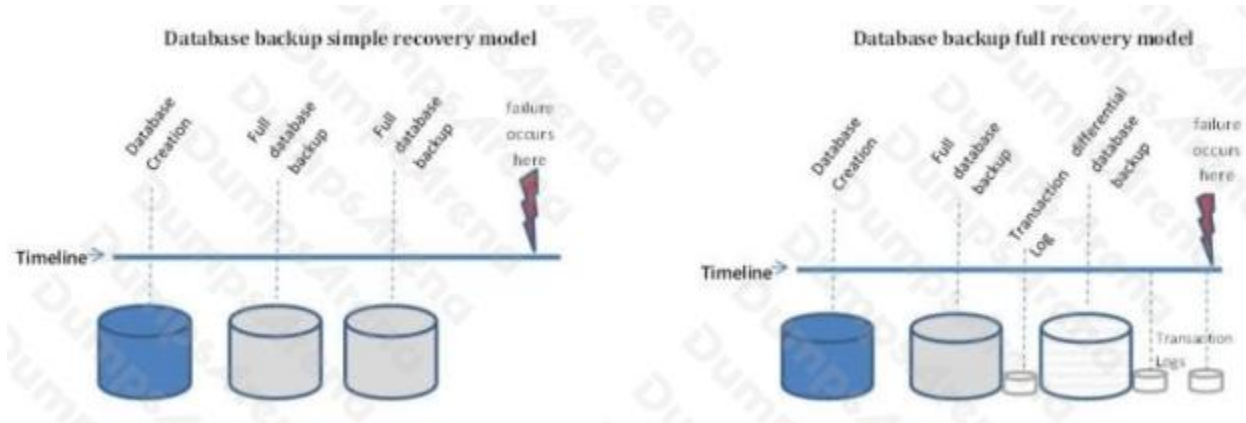 Database backup simple recovery model
Database
Creation
Full
database
backup
Full
database
backup
failure
occurs
here
Timeline
Database backup full recovery model
Database
Creation
Full
database
backup
Transaction
Log
differential
database
backup
failure
occurs
here
Timeline
Transaction
Logs
DumpsArena